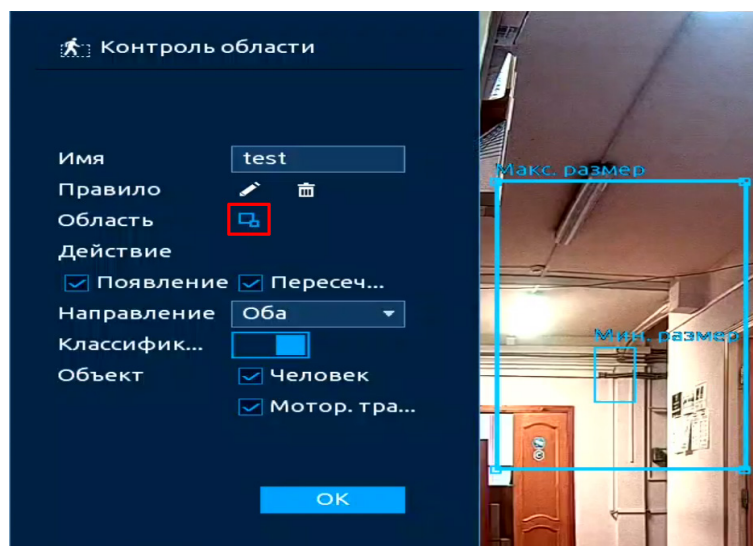 Контроль области
Имя test
Правило
Область
Действие
Появление Пересеч...
Направление Оба
Классифик...
Объект Человек
Мотор. тра...
OK
Макс. размер
Мин. размер